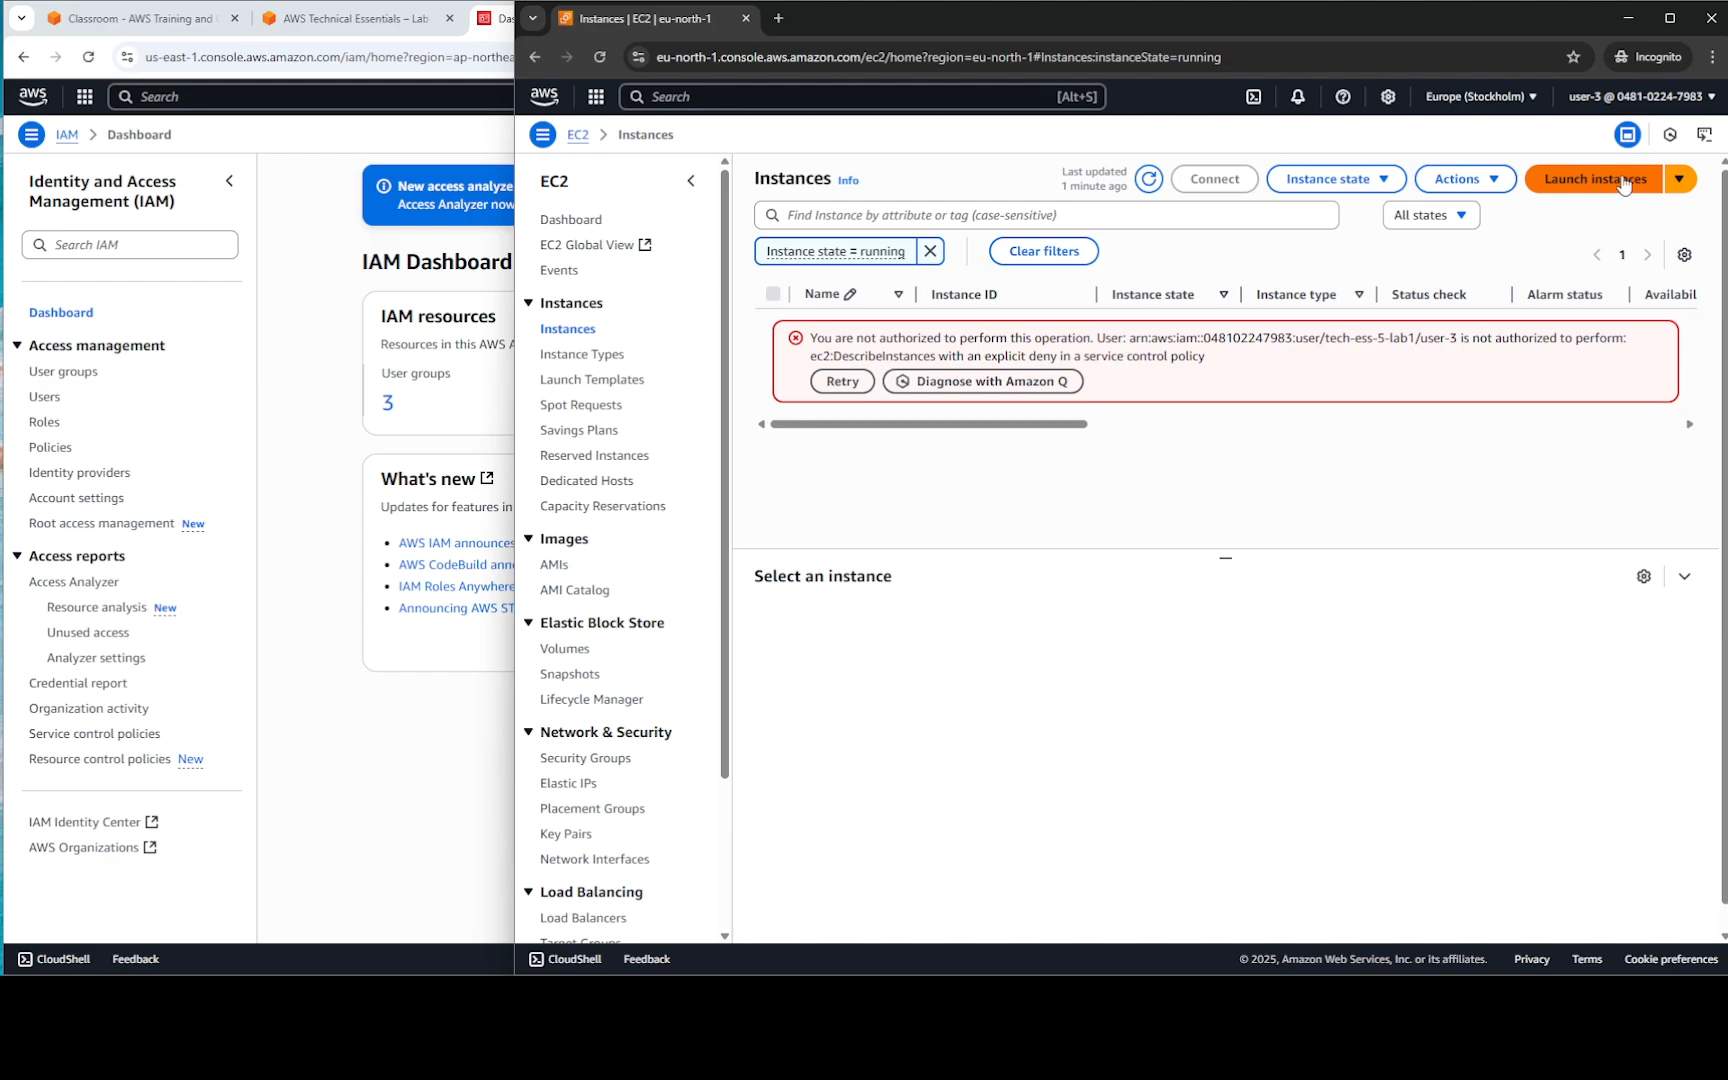 Classroom - AWS Training and
AWS Technical Essentials – Lab
Das
us-east-1.console.aws.amazon.com/iam/home?region=ap-northea
aws
Search
IAM
Dashboard
Identity and Access
Management (IAM)
Search IAM
Dashboard
Access management
User groups
Users
Roles
Policies
Identity providers
Account settings
Root access management New
Access reports
Access Analyzer
Resource analysis New
Unused access
Analyzer settings
Credential report
Organization activity
Service control policies
Resource control policies New
IAM Identity Center
AWS Organizations
New access analyze
Access Analyzer now
IAM Dashboard
IAM resources
Resources in this AWS A
User groups
3
What's new
Updates for features in
AWS IAM announces
AWS CodeBuild ann
IAM Roles Anywhere
Announcing AWS ST
CloudShell Feedback
Instances | EC2 | eu-north-1
eu-north-1.console.aws.amazon.com/ec2/home?region=eu-north-1#Instances:instanceState=running
Incognito
aws
Search
[Alt+S]
Europe (Stockholm)
user-3 @ 0481-0224-7983
EC2
Instances
EC2
Dashboard
EC2 Global View
Events
Instances
Instances
Instance Types
Launch Templates
Spot Requests
Savings Plans
Reserved Instances
Dedicated Hosts
Capacity Reservations
Images
AMIs
AMI Catalog
Elastic Block Store
Volumes
Snapshots
Lifecycle Manager
Network & Security
Security Groups
Elastic IPs
Placement Groups
Key Pairs
Network Interfaces
Load Balancing
Load Balancers
Target Groups
Instances Info
Last updated
1 minute ago
Connect
Instance state
Actions
Launch instances
Find Instance by attribute or tag (case-sensitive)
All states
Instance state = running
Clear filters
1
Name
Instance ID
Instance state
Instance type
Status check
Alarm status
Availabil
You are not authorized to perform this operation. User: arn:aws:iam::048102247983:user/tech-ess-5-lab1/user-3 is not authorized to perform:
ec2:DescribeInstances with an explicit deny in a service control policy
Retry
Diagnose with Amazon Q
Select an instance
CloudShell Feedback
© 2025, Amazon Web Services, Inc. or its affiliates.
Privacy
Terms
Cookie preferences